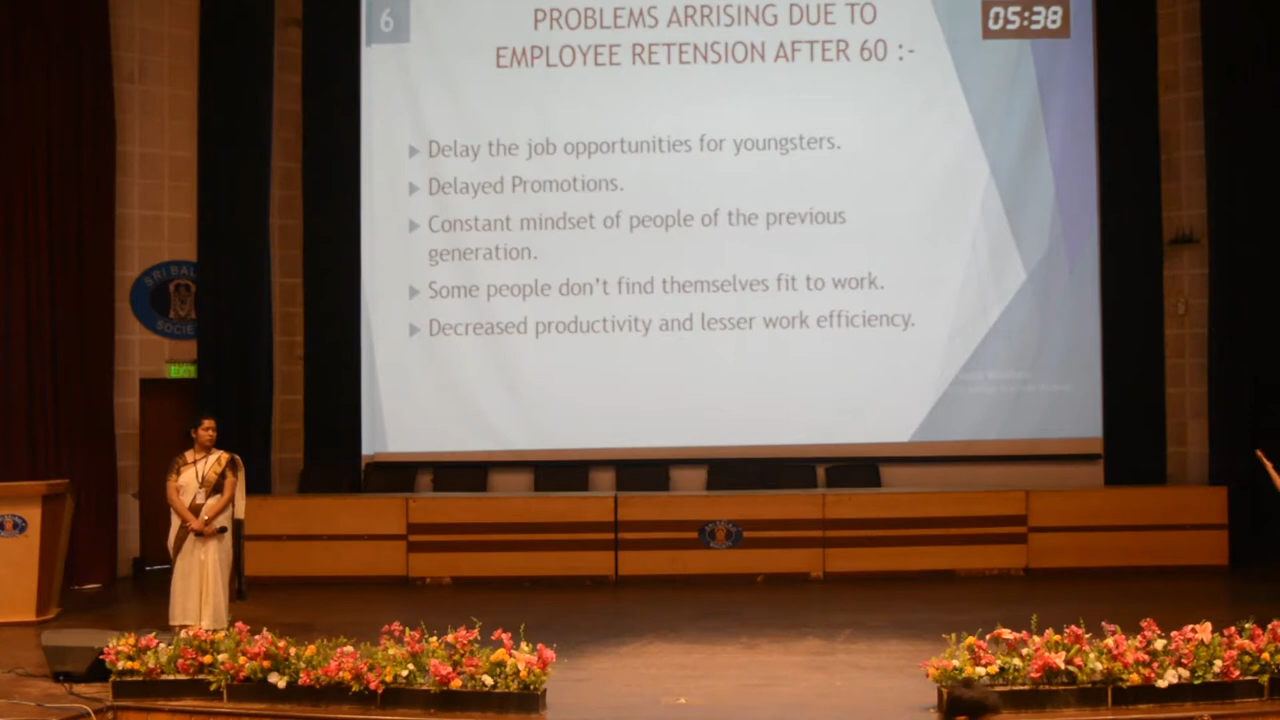 6
PROBLEMS ARRISING DUE TO
EMPLOYEE RETENSION AFTER 60 :-
05:38
Delay the job opportunities for youngsters.
Delayed Promotions.
Constant mindset of people of the previous
generation.
Some people don't find themselves fit to work.
Decreased productivity and lesser work efficiency.
SRI BAL
SOCIET